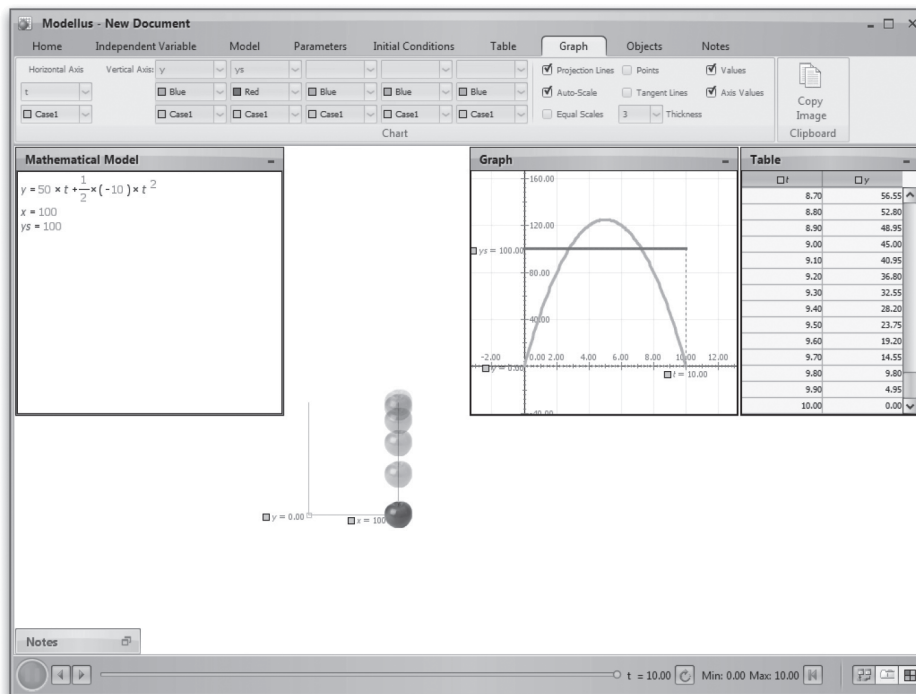 Modellus - New Document
Home Independent Variable Model Parameters Initial Conditions Table Graph Objects Notes
Horizontal Axis Vertical Axis: y ys Projection Lines Points Values
t Blue Red Blue Blue Blue Auto-Scale Tangent Lines Axis Values
Case1 Case1 Case1 Case1 Case1 Case1 Equal Scales 3 Thickness
Copy
Image
Chart Clipboard
Mathematical Model
y = 50 × t + 1/2 × (-10) × t 2
x = 100
ys = 100
Graph
160.00
120.00
ys = 100.00
80.00
40.00
-2.00 0.00 2.00 4.00 6.00 8.00 10.00 12.00
y = 0.00
t = 10.00
-40.00
Table
t y
8.70 56.55
8.80 52.80
8.90 48.95
9.00 45.00
9.10 40.95
9.20 36.80
9.30 32.55
9.40 28.20
9.50 23.75
9.60 19.20
9.70 14.55
9.80 9.80
9.90 4.95
10.00 0.00
y = 0.00
x = 100
Notes
t = 10.00 Min: 0.00 Max: 10.00